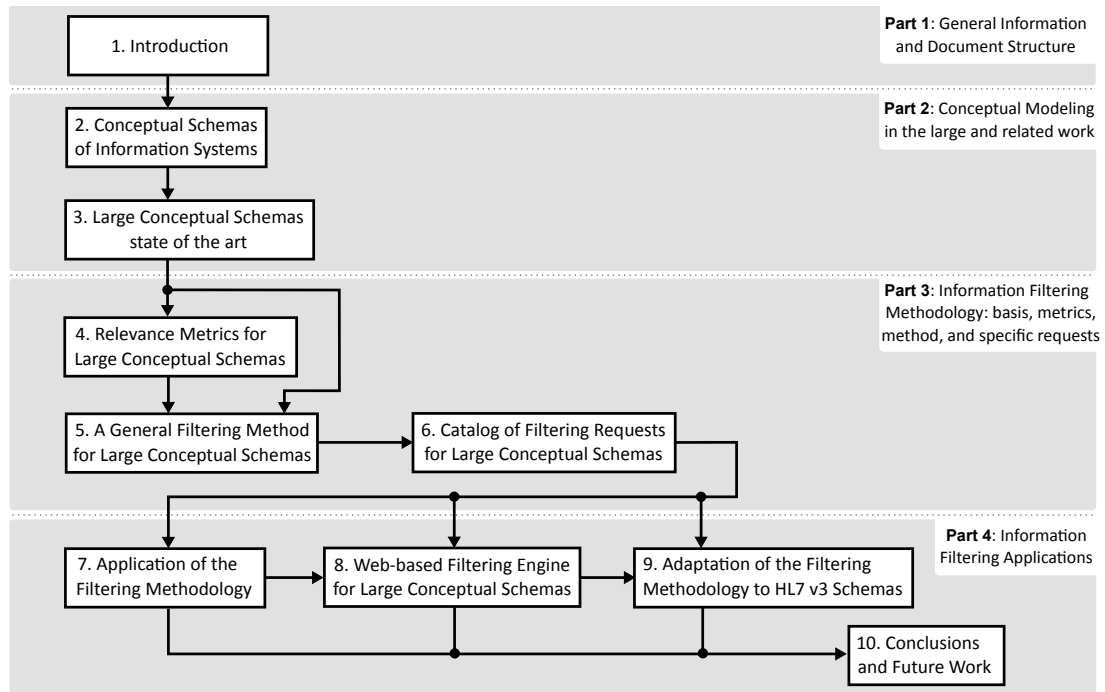 1. Introduction
Part 1: General Information
and Document Structure
2. Conceptual Schemas
of Information Systems
Part 2: Conceptual Modeling
in the large and related work
3. Large Conceptual Schemas
state of the art
Part 3: Information Filtering
Methodology: basis, metrics,
method, and specific requests
4. Relevance Metrics for
Large Conceptual Schemas
5. A General Filtering Method
for Large Conceptual Schemas
6. Catalog of Filtering Requests
for Large Conceptual Schemas
Part 4: Information
Filtering Applications
7. Application of the
Filtering Methodology
8. Web-based Filtering Engine
for Large Conceptual Schemas
9. Adaptation of the Filtering
Methodology to HL7 v3 Schemas
10. Conclusions
and Future Work